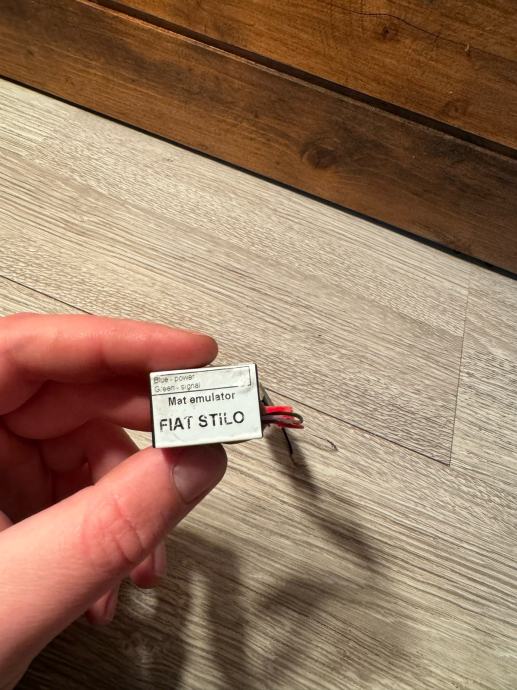 Blue - power
Green - signal
Mat emulator
FIAT STILO